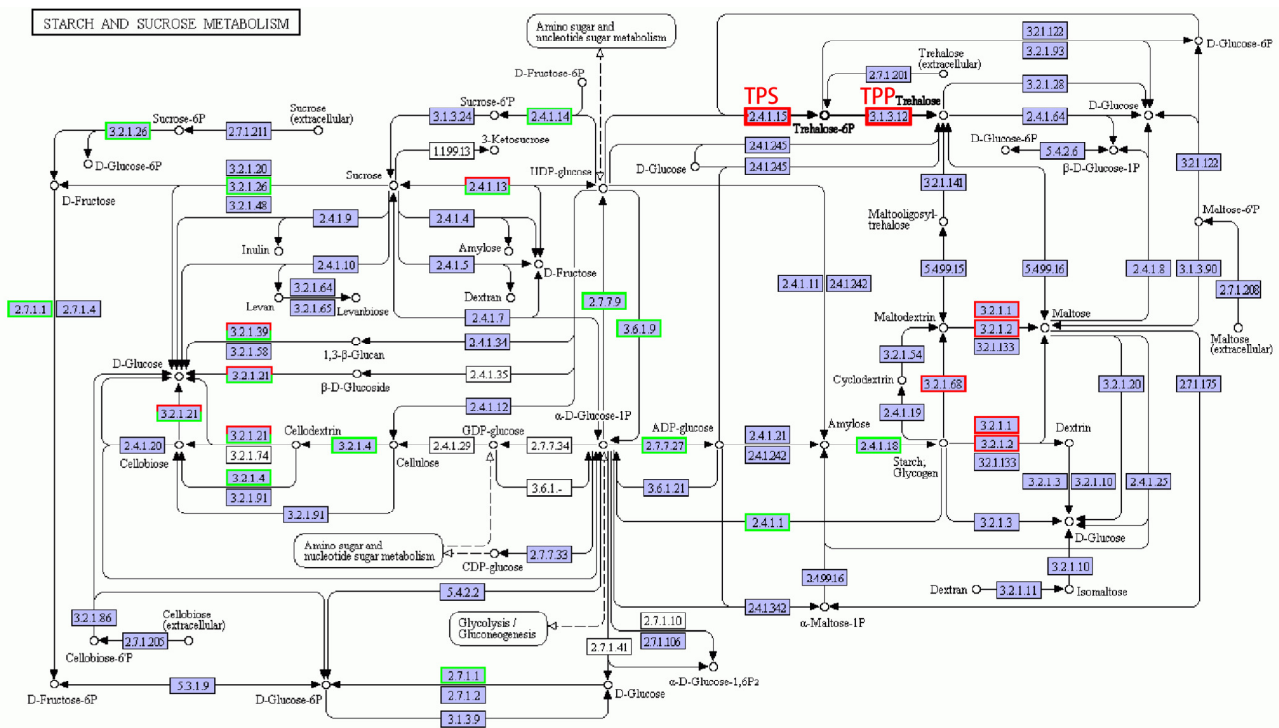 STARCH AND SUCROSE METABOLISM
Amino sugar and
nucleotide sugar metabolism
3.2.1.122
3.2.1.93
D-Glucose-6P
D-Fructose-6P
Trehalose
(extracellular)
2.7.1.201
3.2.1.28
Sucrose-6P
Sucrose
(extracellular)
Sucrose-6'P
3.1.3.24
2.4.1.14
TPS
TPP
Trehalose
2.4.1.15
Trehalose-6P
3.1.3.12
2.4.1.64
D-Glucose
3.2.1.26
2.7.1.211
D-Glucose-6P
3-Ketosucrose
1.1.99.13
2.4.1.245
2.4.1.245
D-Glucose
D-Glucose-6P
5.4.2.6
β-D-Glucose-1P
3.2.1.122
3.2.1.20
3.2.1.26
3.2.1.48
D-Fructose
Sucrose
2.4.1.13
UDP-glucose
3.2.1.141
2.4.1.9
Inulin
2.4.1.4
Amylose
Maltooligosyl-
trehalose
Maltose-6'P
2.4.1.10
2.4.1.5
D-Fructose
5.4.99.15
5.4.99.16
2.4.1.8
3.1.3.90
Levan
3.2.1.64
3.2.1.65
Levanbiose
Dextran
2.4.1.11
2.4.1.242
2.7.1.208
2.7.1.1
2.7.1.4
2.7.7.9
2.4.1.7
3.6.1.9
Maltodextrin
3.2.1.1
3.2.1.2
3.2.1.133
Maltose
Maltose
(extracellular)
3.2.1.39
3.2.1.58
1,3-β-Glucan
2.4.1.34
3.2.1.54
D-Glucose
3.2.1.21
β-D-Glucoside
2.4.1.35
Cyclodextrin
3.2.1.68
3.2.1.20
2.7.1.175
3.2.1.21
2.4.1.12
α-D-Glucose-1P
2.4.1.19
2.4.1.20
Cellobiose
3.2.1.21
3.2.1.74
Cellodextrin
3.2.1.4
Cellulose
2.4.1.29
GDP-glucose
2.7.7.34
ADP-glucose
2.7.7.27
2.4.1.21
2.4.1.242
Amylose
2.4.1.18
Starch,
Glycogen
3.2.1.1
3.2.1.2
3.2.1.133
Dextrin
3.2.1.4
3.2.1.91
3.6.1.-
3.6.1.21
3.2.1.3
3.2.1.10
2.4.1.25
3.2.1.91
2.4.1.1
3.2.1.3
D-Glucose
Amino sugar and
nucleotide sugar metabolism
CDP-glucose
2.7.7.33
2.4.99.16
3.2.1.10
5.4.2.2
2.4.1.342
α-Maltose-1P
Dextran
3.2.1.11
Isomaltose
3.2.1.86
Cellobiose
(extracellular)
2.7.1.205
Cellobiose-6'P
Glycolysis /
Gluconeogenesis
2.7.1.10
2.7.1.106
2.7.1.41
α-D-Glucose-1,6P2
D-Fructose-6P
5.3.1.9
D-Glucose-6P
2.7.1.1
2.7.1.2
3.1.3.9
D-Glucose